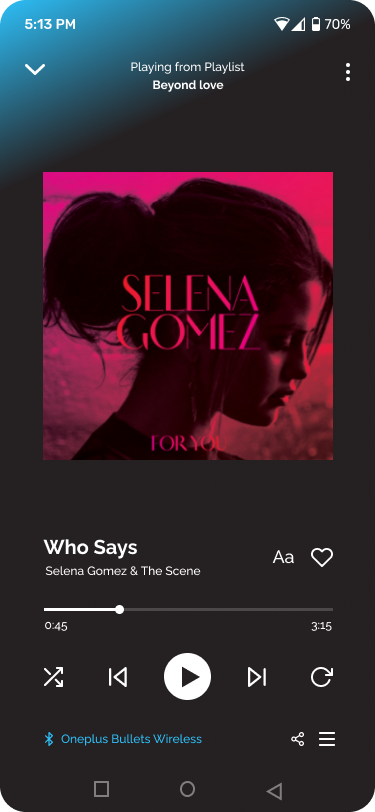 5:13 PM
70%
Playing from Playlist
Beyond love
SELENA
GOMEZ
FOR YOU
Who Says
Aa
Selena Gomez & The Scene
0:45
3:15
Oneplus Bullets Wireless